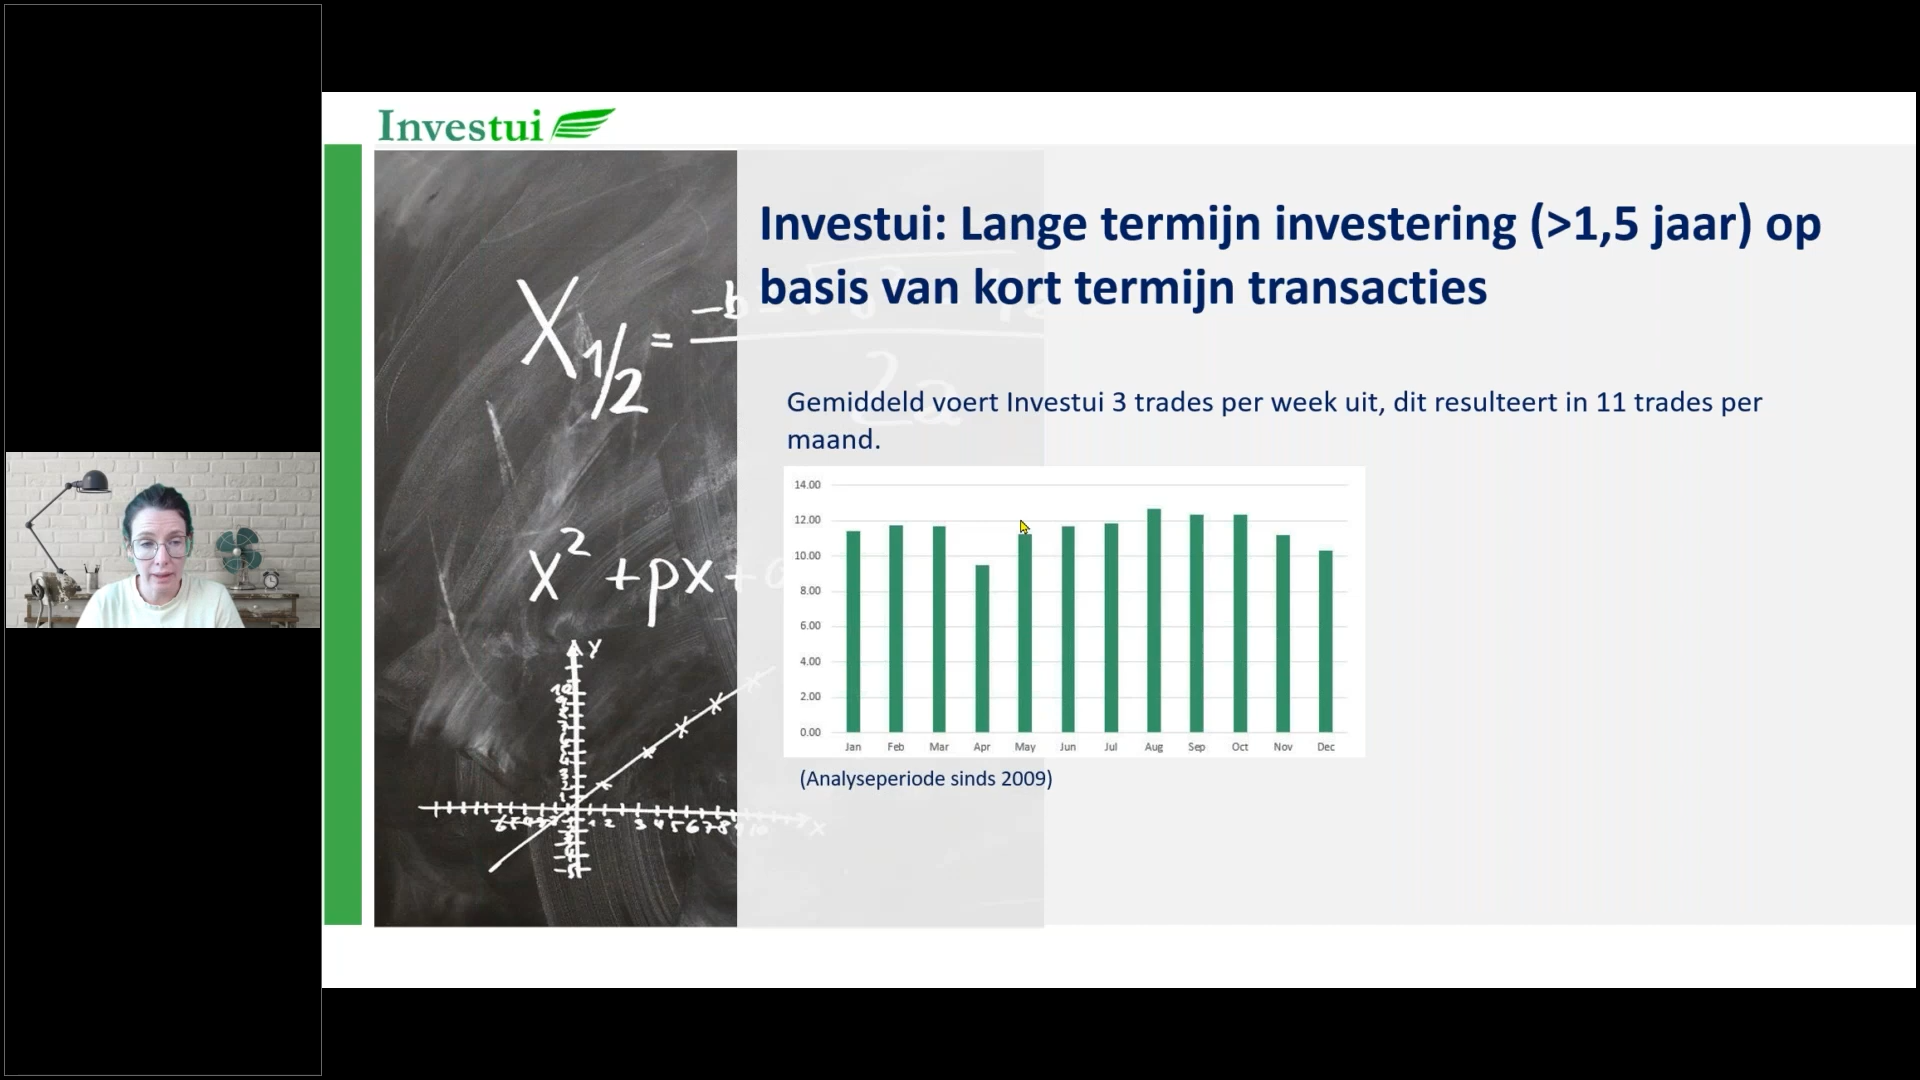 Investui
Investui: Lange termijn investering (>1,5 jaar) op
basis van kort termijn transacties
Gemiddeld voert Investui 3 trades per week uit, dit resulteert in 11 trades per
maand.
14.00
12.00
10.00
8.00
6.00
4.00
2.00
0.00
Jan Feb Mar Apr May Jun Jul Aug Sep Oct Nov Dec
(Analyseperiode sinds 2009)
X 1/2 = -b
2a
x² +px+
Y
X